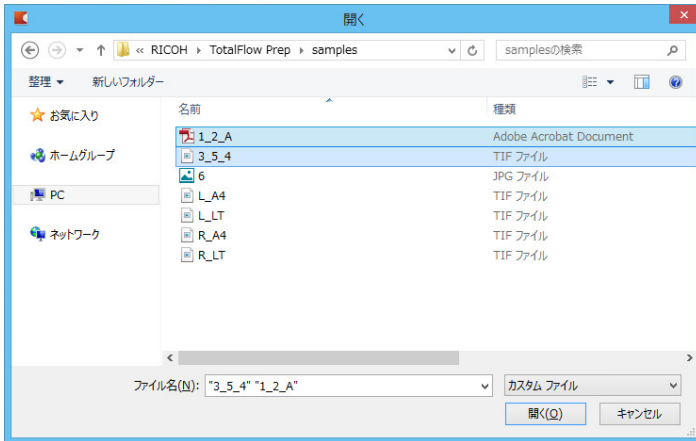 開く
« RICOH ▸ TotalFlow Prep ▸ samples
samplesの検索
整理 ▼ 新しいフォルダー
お気に入り
ホームグループ
PC
ネットワーク
名前 種類
1_2_A Adobe Acrobat Document
3_5_4 TIF ファイル
6 JPG ファイル
L_A4 TIF ファイル
L_LT TIF ファイル
R_A4 TIF ファイル
R_LT TIF ファイル
ファイル名(N): "3_5_4" "1_2_A" カスタム ファイル
開く(O) キャンセル